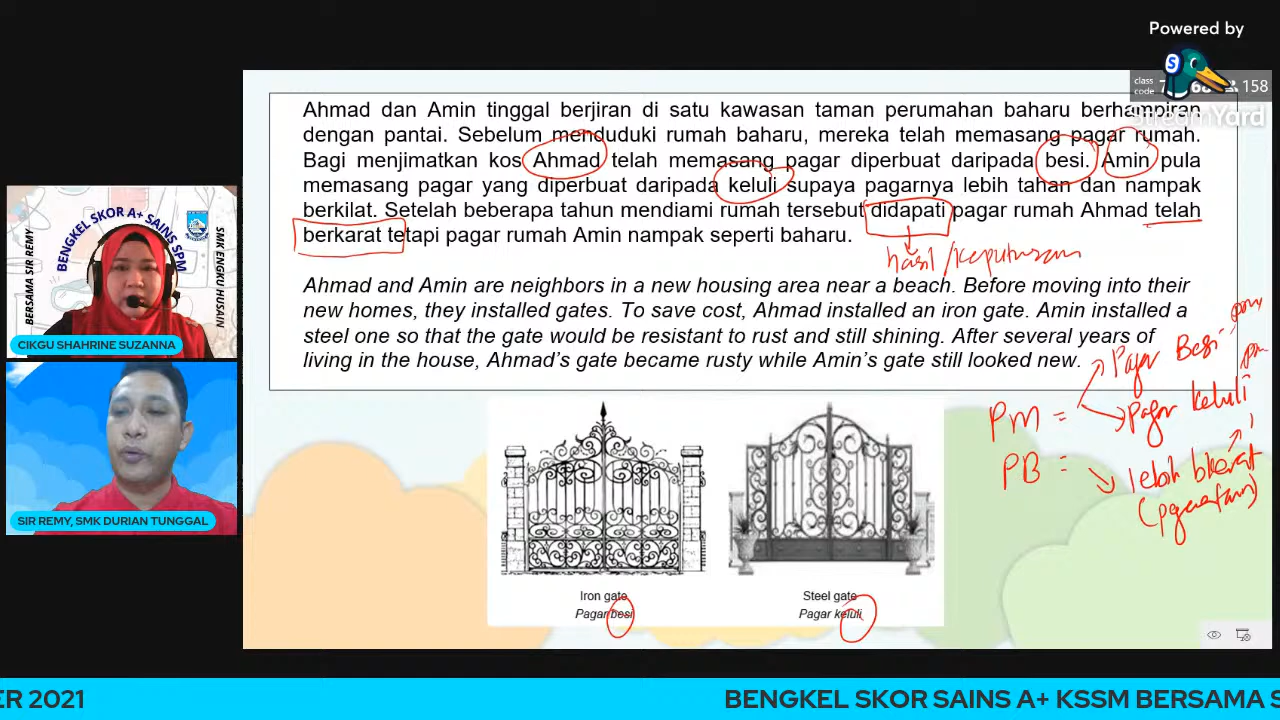 Powered by
class
code
158
StreamYard
Ahmad dan Amin tinggal berjiran di satu kawasan taman perumahan baharu berhampiran
dengan pantai. Sebelum menduduki rumah baharu, mereka telah memasang pagar rumah.
Bagi menjimatkan kos Ahmad telah memasang pagar diperbuat daripada besi. Amin pula
memasang pagar yang diperbuat daripada keluli supaya pagarnya lebih tahan dan nampak
berkilat. Setelah beberapa tahun mendiami rumah tersebut didapati pagar rumah Ahmad telah
berkarat tetapi pagar rumah Amin nampak seperti baharu.
hasil/keputusan
Ahmad and Amin are neighbors in a new housing area near a beach. Before moving into their
new homes, they installed gates. To save cost, Ahmad installed an iron gate. Amin installed a
steel one so that the gate would be resistant to rust and still shining. After several years of
living in the house, Ahmad's gate became rusty while Amin's gate still looked new.
PM = Pagar Besi
Pagar keluli
PB = lebih
Iron gate
Pagar besi
Steel gate
Pagar keluli
BENGKEL SKOR A+ SAINS SPM
BERSAMA SIR REMY
SMK ENGKU HUSAIN
CIKGU SHAHRINE SUZANNA
SIR REMY, SMK DURIAN TUNGGAL
ER 2021
BENGKEL SKOR SAINS A+ KSSM BERSAMA S